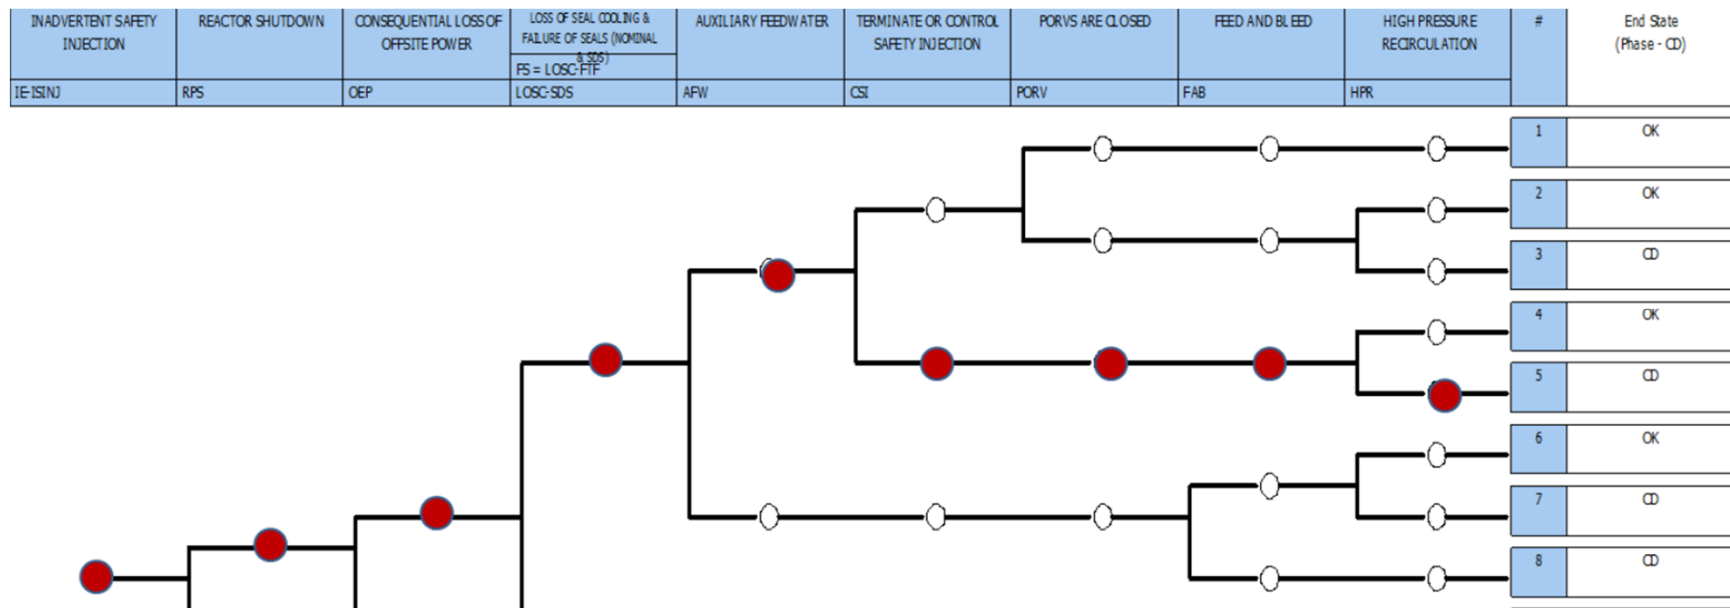 INADVERTENT SAFETY
INJECTION
REACTOR SHUTDOWN
CONSEQUENTIAL LOSS OF
OFFSITE POWER
LOSS OF SEAL COOLING &
FAILURE OF SEALS (NOMINAL
& SDS)
FS = LOSC-FTF
AUXILIARY FEEDWATER
TERMINATE OR CONTROL
SAFETY INJECTION
PORVS ARE CLOSED
FEED AND BLEED
HIGH PRESSURE
RECIRCULATION
#
End State
(Phase - CD)
IE-ISINJ
RPS
OEP
LOSC-SDS
AFW
CSI
PORV
FAB
HPR
1 OK
2 OK
3 CD
4 OK
5 CD
6 OK
7 CD
8 CD